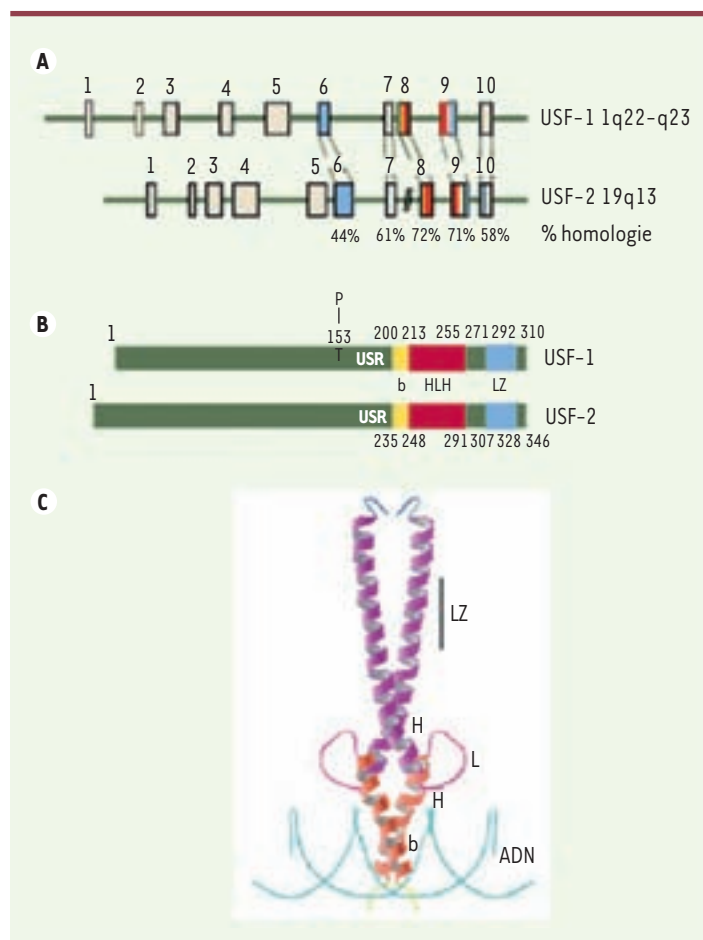 A
1 2 3 4 5 6 7 8 9 10
USF-1 1q22-q23
1 2 3 4 5 6 7 8 9 10
USF-2 19q13
44% 61% 72% 71% 58% % homologie
B
P
1 153 200 213 255 271 292 310
T USR USF-1
b HLH LZ
1
USR USF-2
235 248 291 307 328 346
C
LZ
H
L
H
b
ADN